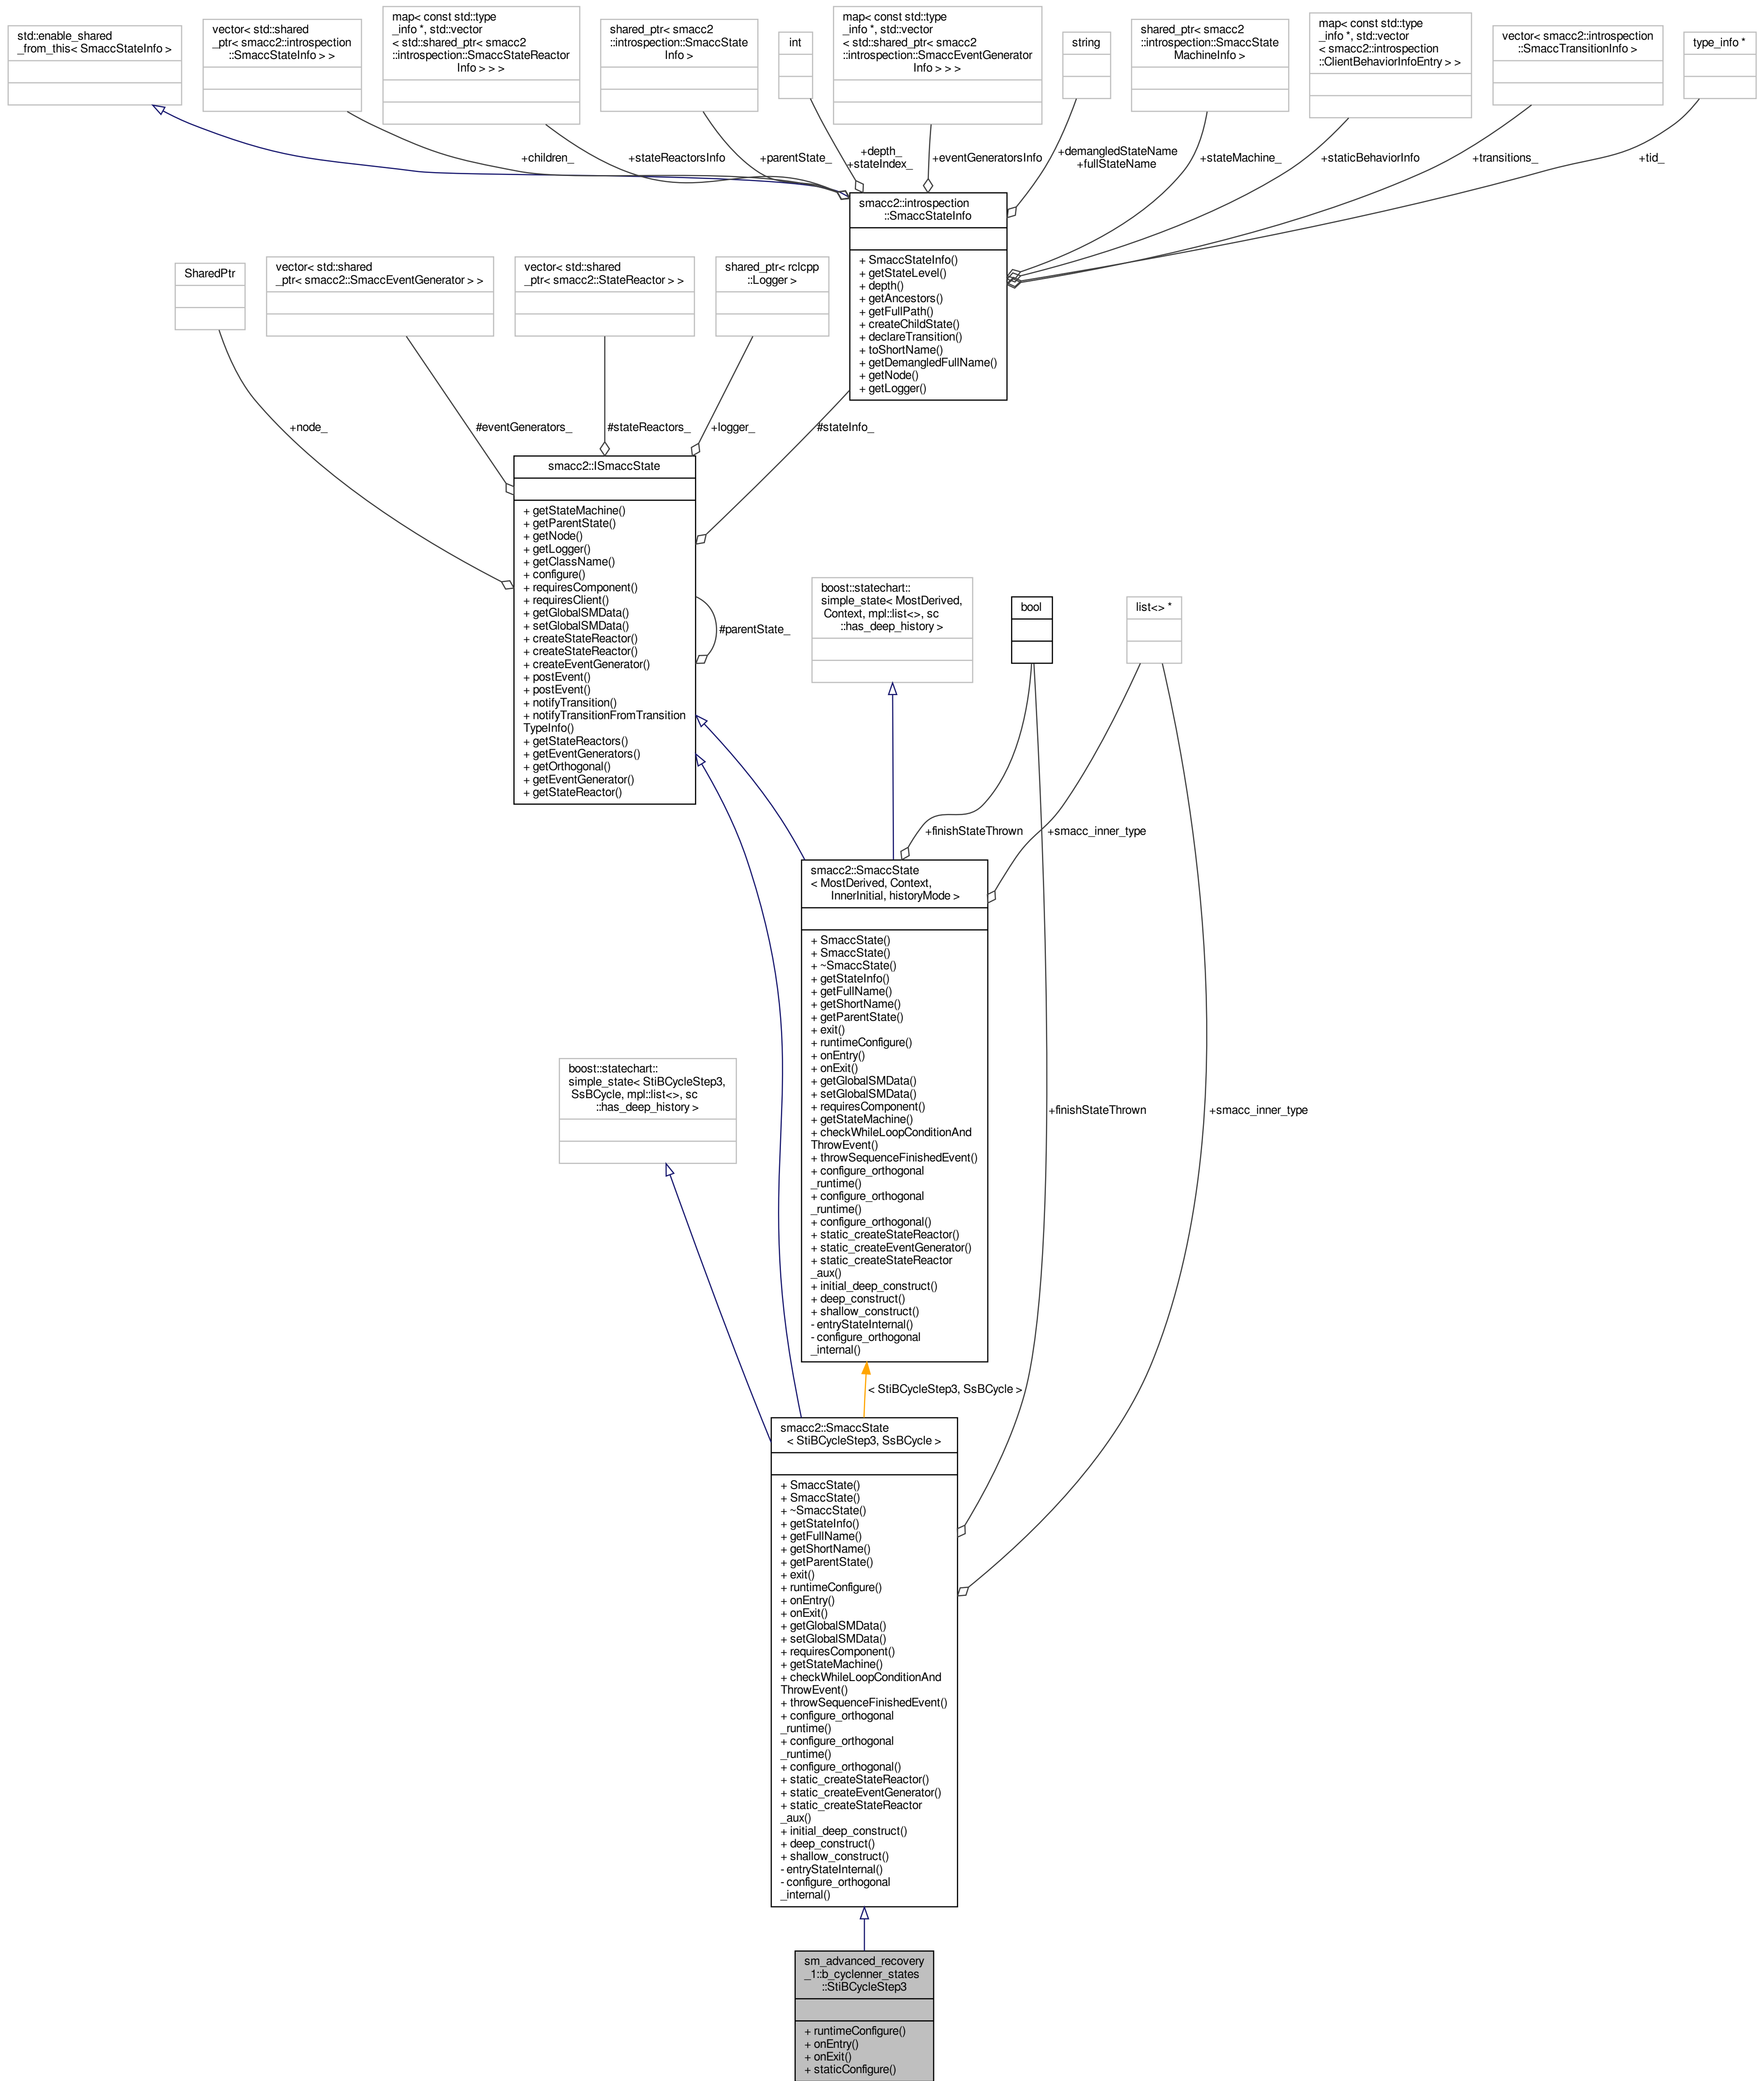 std::enable_shared
_from_this< SmaccStateInfo >
vector< std::shared
_ptr< smacc2::introspection
::SmaccStateInfo > >
map< const std::type
_info *, std::vector
< std::shared_ptr< smacc2
::introspection::SmaccStateReactor
Info > > >
shared_ptr< smacc2
::introspection::SmaccState
Info >
int
map< const std::type
_info *, std::vector
< std::shared_ptr< smacc2
::introspection::SmaccEventGenerator
Info > > >
string
shared_ptr< smacc2
::introspection::SmaccState
MachineInfo >
map< const std::type
_info *, std::vector
< smacc2::introspection
::ClientBehaviorInfoEntry > >
vector< smacc2::introspection
::SmaccTransitionInfo >
type_info *
+children_
+stateReactorsInfo
+parentState_
+depth_
+stateIndex_
+eventGeneratorsInfo
+demangledStateName
+fullStateName
+stateMachine_
+staticBehaviorInfo
+transitions_
+tid_
smacc2::introspection
::SmaccStateInfo
+ SmaccStateInfo()
+ getStateLevel()
+ depth()
+ getAncestors()
+ getFullPath()
+ createChildState()
+ declareTransition()
+ toShortName()
+ getDemangledFullName()
+ getNode()
+ getLogger()
SharedPtr
vector< std::shared
_ptr< smacc2::SmaccEventGenerator > >
vector< std::shared
_ptr< smacc2::StateReactor > >
shared_ptr< rclcpp
::Logger >
+node_
#eventGenerators_
#stateReactors_
+logger_
#stateInfo_
smacc2::ISmaccState
+ getStateMachine()
+ getParentState()
+ getNode()
+ getLogger()
+ getClassName()
+ configure()
+ requiresComponent()
+ requiresClient()
+ getGlobalSMData()
+ setGlobalSMData()
+ createStateReactor()
+ createStateReactor()
+ createEventGenerator()
+ postEvent()
+ postEvent()
+ notifyTransition()
+ notifyTransitionFromTransition
TypeInfo()
+ getStateReactors()
+ getEventGenerators()
+ getOrthogonal()
+ getEventGenerator()
+ getStateReactor()
#parentState_
boost::statechart::
simple_state< MostDerived,
Context, mpl::list<>, sc
::has_deep_history >
bool
list<> *
+finishStateThrown
+smacc_inner_type
smacc2::SmaccState
< MostDerived, Context,
InnerInitial, historyMode >
+ SmaccState()
+ SmaccState()
+ ~SmaccState()
+ getStateInfo()
+ getFullName()
+ getShortName()
+ getParentState()
+ exit()
+ runtimeConfigure()
+ onEntry()
+ onExit()
+ getGlobalSMData()
+ setGlobalSMData()
+ requiresComponent()
+ getStateMachine()
+ checkWhileLoopConditionAnd
ThrowEvent()
+ throwSequenceFinishedEvent()
+ configure_orthogonal
_runtime()
+ configure_orthogonal
_runtime()
+ configure_orthogonal()
+ static_createStateReactor()
+ static_createEventGenerator()
+ static_createStateReactor
_aux()
+ initial_deep_construct()
+ deep_construct()
+ shallow_construct()
- entryStateInternal()
- configure_orthogonal
_internal()
boost::statechart::
simple_state< StiBCycleStep3,
SsBCycle, mpl::list<>, sc
::has_deep_history >
+finishStateThrown
+smacc_inner_type
< StiBCycleStep3, SsBCycle >
smacc2::SmaccState
< StiBCycleStep3, SsBCycle >
+ SmaccState()
+ SmaccState()
+ ~SmaccState()
+ getStateInfo()
+ getFullName()
+ getShortName()
+ getParentState()
+ exit()
+ runtimeConfigure()
+ onEntry()
+ onExit()
+ getGlobalSMData()
+ setGlobalSMData()
+ requiresComponent()
+ getStateMachine()
+ checkWhileLoopConditionAnd
ThrowEvent()
+ throwSequenceFinishedEvent()
+ configure_orthogonal
_runtime()
+ configure_orthogonal
_runtime()
+ configure_orthogonal()
+ static_createStateReactor()
+ static_createEventGenerator()
+ static_createStateReactor
_aux()
+ initial_deep_construct()
+ deep_construct()
+ shallow_construct()
- entryStateInternal()
- configure_orthogonal
_internal()
sm_advanced_recovery
_1::b_cyclenner_states
::StiBCycleStep3
+ runtimeConfigure()
+ onEntry()
+ onExit()
+ staticConfigure()